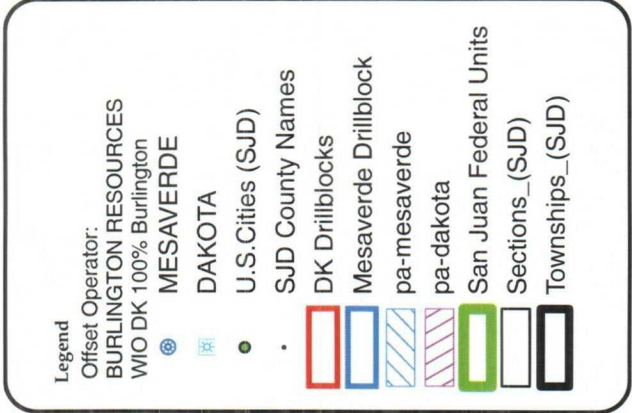 Legend
Offset Operator:
BURLINGTON RESOURCES
WIO DK 100% Burlington
MESAVERDE
DAKOTA
U.S.Cities (SJD)
SJD County Names
DK Drillblocks
Mesaverde Drillblock
pa-mesaverde
pa-dakota
San Juan Federal Units
Sections_(SJD)
Townships_(SJD)